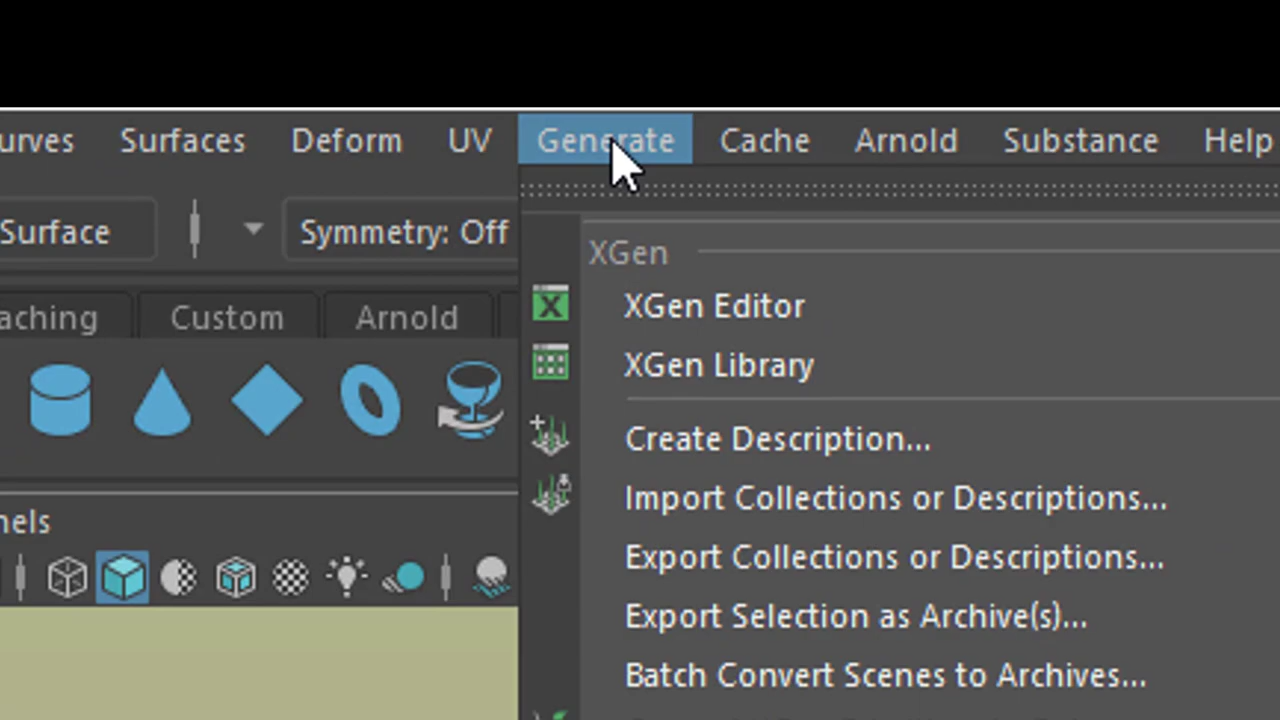 urves Surfaces Deform UV Generate Cache Arnold Substance Help
Surface Symmetry: Off
XGen
XGen Editor
aching Custom Arnold
XGen Library
Create Description...
Import Collections or Descriptions...
nels
Export Collections or Descriptions...
Export Selection as Archive(s)...
Batch Convert Scenes to Archives...